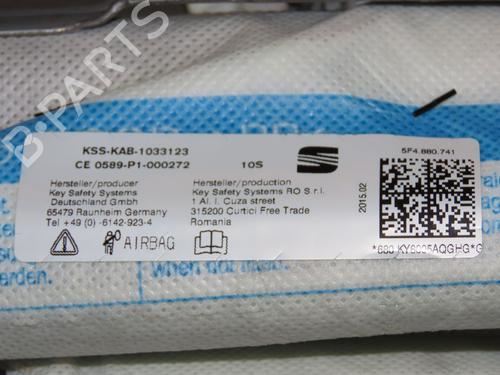 B-PARTS
KSS-KAB-1033123
CE 0589-P1-000272
10S
Hersteller/producer
Key Safety Systems
Deutschland Gmbh
65479 Raunheim Germany
Tel +49 (0) -6142-923-4
Hersteller/production
Key Safety Systems RO S.r.l.
1 Al. I. Cuza street
315200 Curtici Free Trade
Romania
AIRBAG
5F4.880.741
2015.02
when not